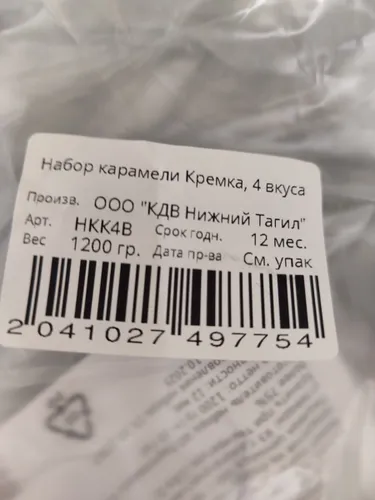 Набор карамели Кремка, 4 вкуса
Произв. ООО "КДВ Нижний Тагил"
Арт. НКК4В Срок годн. 12 мес.
Вес 1200 гр. Дата пр-ва См. упак
2 041027 497754